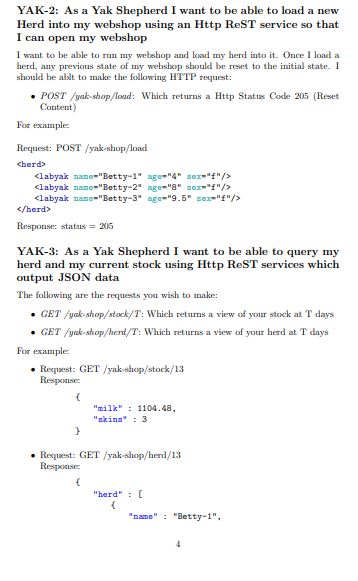 YAK-2: As a Yak Shepherd I want to be able to load a new
Herd into my webshop using an Http ReST service so that
I can open my webshop
I want to be able to run my webshop and load my herd into it. Once I load a
herd, any previous state of my webshop should be reset to the initial state. I
should be ablt to make the following HTTP request:
• POST /yak-shop/load: Which returns a Http Status Code 205 (Reset
Content)
For example:
Request: POST /yak-shop/load
<herd>
<labyak name="Betty-1" age="4" sex="f"/>
<labyak name="Betty-2" age="8" sex="f"/>
<labyak name="Betty-3" age="9.5" sex="f"/>
</herd>
Response: status = 205
YAK-3: As a Yak Shepherd I want to be able to query my
herd and my current stock using Http ReST services which
output JSON data
The following are the requests you wish to make:
• GET /yak-shop/stock/T: Which returns a view of your stock at T days
• GET /yak-shop/herd/T: Which returns a view of your herd at T days
For example:
• Request: GET /yak-shop/stock/13
Response:
{
"milk" : 1104.48,
"skins" : 3
}
• Request: GET /yak-shop/herd/13
Response:
{
"herd" : [
{
"name" : "Betty-1",
4